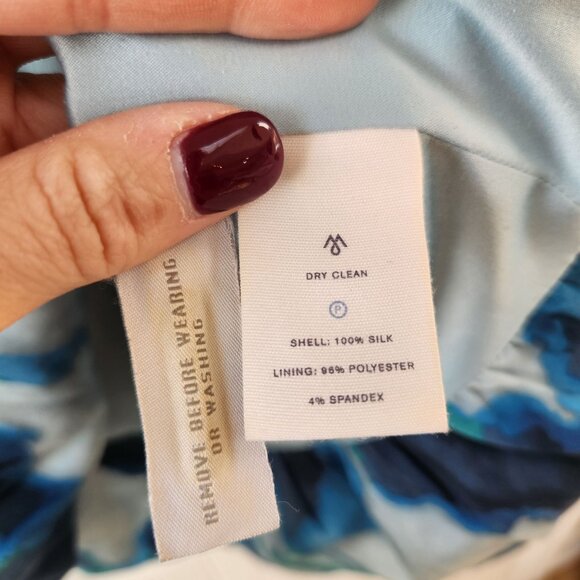 DRY CLEAN
P
SHELL: 100% SILK
LINING: 96% POLYESTER
4% SPANDEX
REMOVE BEFORE WEARING
OR WASHING